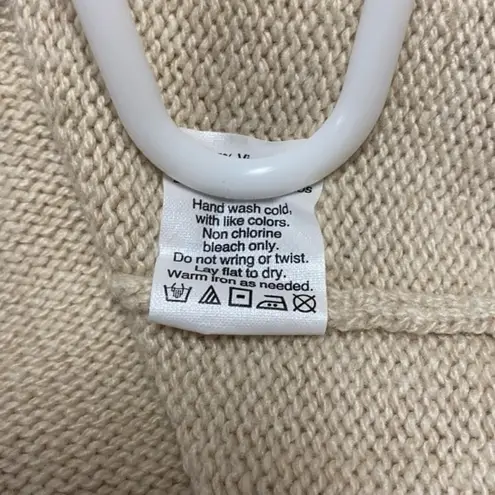 Hand wash cold,
with like colors.
Non chlorine
bleach only.
Do not wring or twist.
Lay flat to dry.
Warm iron as needed.